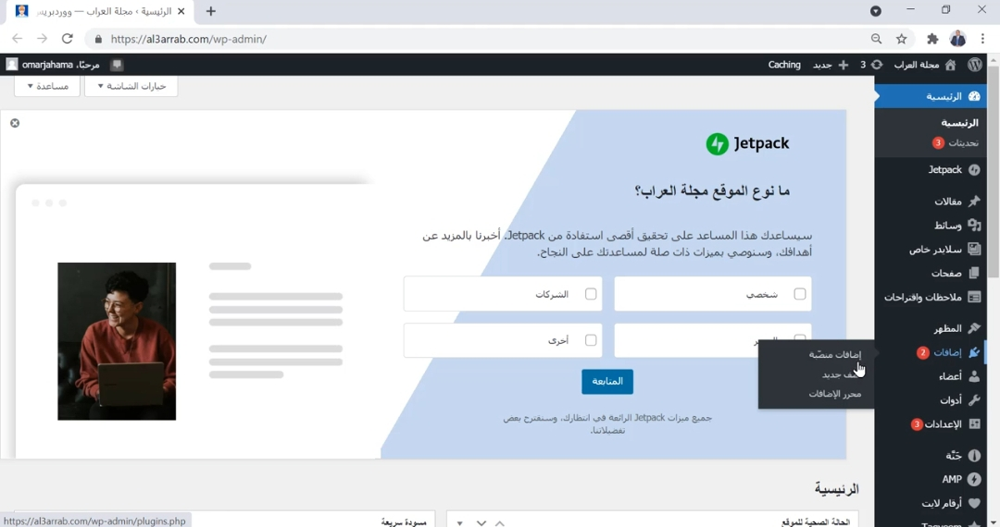 الرئيسية ‹ مجلة العراب — ووردبريس
https://al3arrab.com/wp-admin/
مجلة العراب
3
جديد
Caching
مرحبًا، omarjahama
خيارات الشاشة
مساعدة
الرئيسية
الرئيسية
تحديثات 3
Jetpack
مقالات
وسائط
سلايدر خاص
صفحات
ملاحظات واقتراحات
المظهر
إضافات 2
أعضاء
أدوات
الإعدادات 3
جَنَّة
AMP
أرقام لايت
إضافات منصّبة
جديد
محرر الإضافات
Jetpack
ما نوع الموقع مجلة العراب؟
سيساعدك هذا المساعد على تحقيق أقصى استفادة من Jetpack. أخبرنا بالمزيد عن
أهدافك، وسنوصي بميزات ذات صلة لمساعدتك على النجاح.
شخصي
الشركات
أخرى
المتابعة
جميع ميزات Jetpack الرائعة في انتظارك، وسنقترح بعض
تفضيلاتنا.
الرئيسية
الحالة الصحية للموقع
مسودة سريعة
https://al3arrab.com/wp-admin/plugins.php